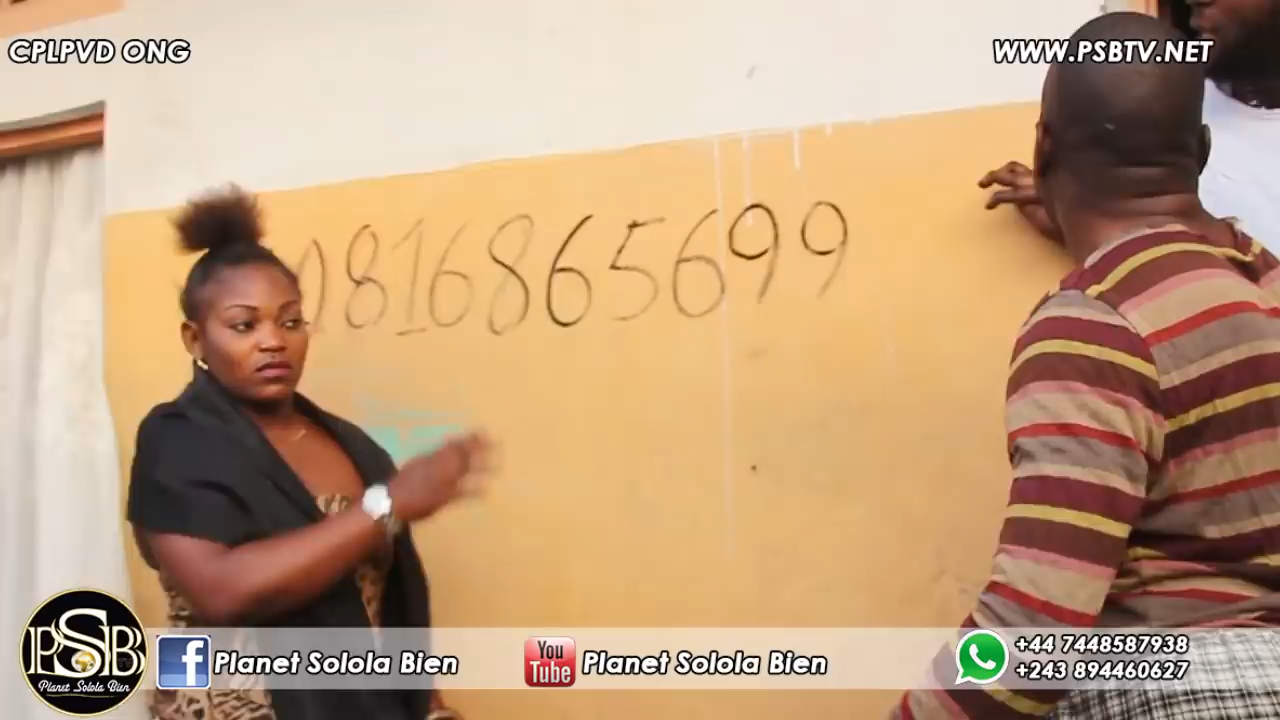 CPLPVD ONG
WWW.PSBTV.NET
0816865699
PSB
Planet Solola Bien
Planet Solola Bien
You
Tube
Planet Solola Bien
+44 7448587938
+243 894460627